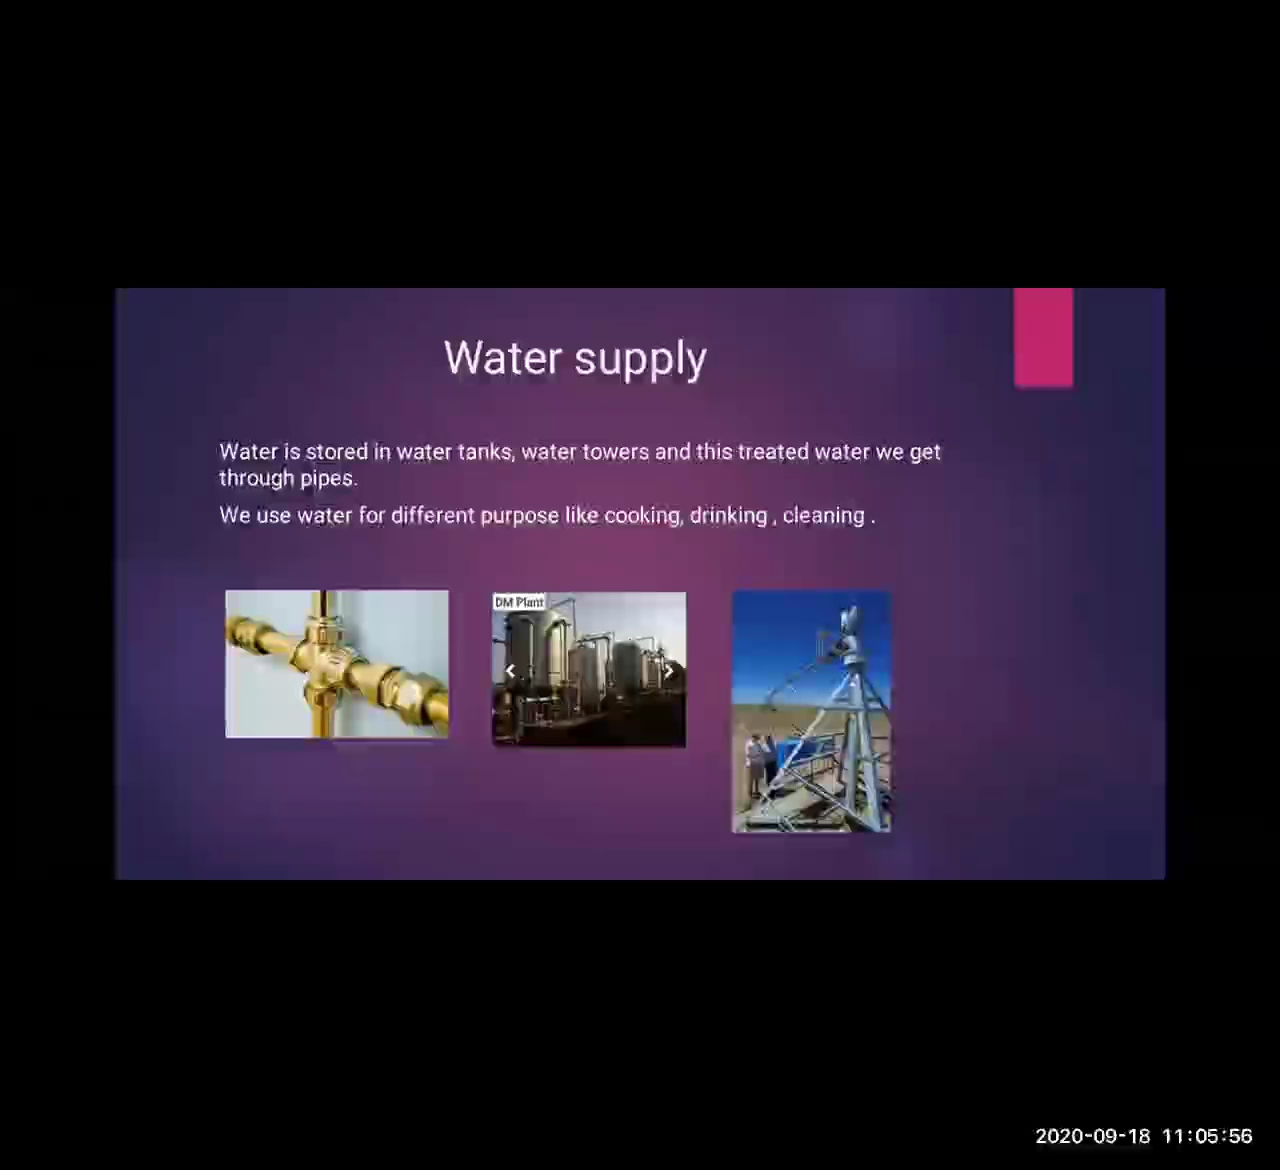 Water supply
Water is stored in water tanks, water towers and this treated water we get
through pipes.
We use water for different purpose like cooking, drinking , cleaning .
DM Plant
2020-09-18 11:05:56